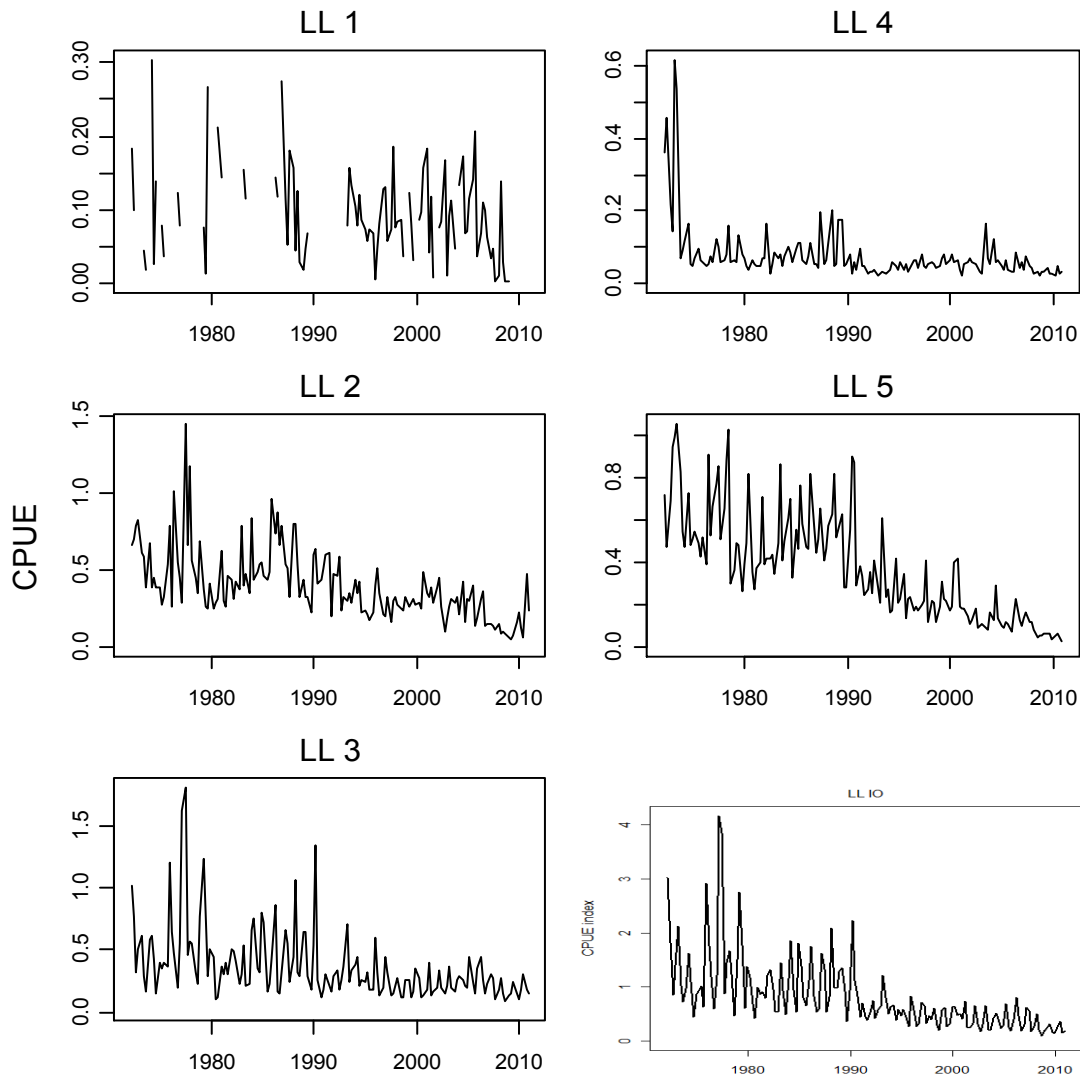 LL 1
0.00 0.10 0.20 0.30
1980 1990 2000 2010
LL 4
0.0 0.2 0.4 0.6
1980 1990 2000 2010
LL 2
0.0 0.5 1.0 1.5
1980 1990 2000 2010
LL 5
0.0 0.4 0.8
1980 1990 2000 2010
CPUE
LL 3
0.0 0.5 1.0 1.5
1980 1990 2000 2010
LL IO
CPUE index
0 1 2 3 4
1980 1990 2000 2010